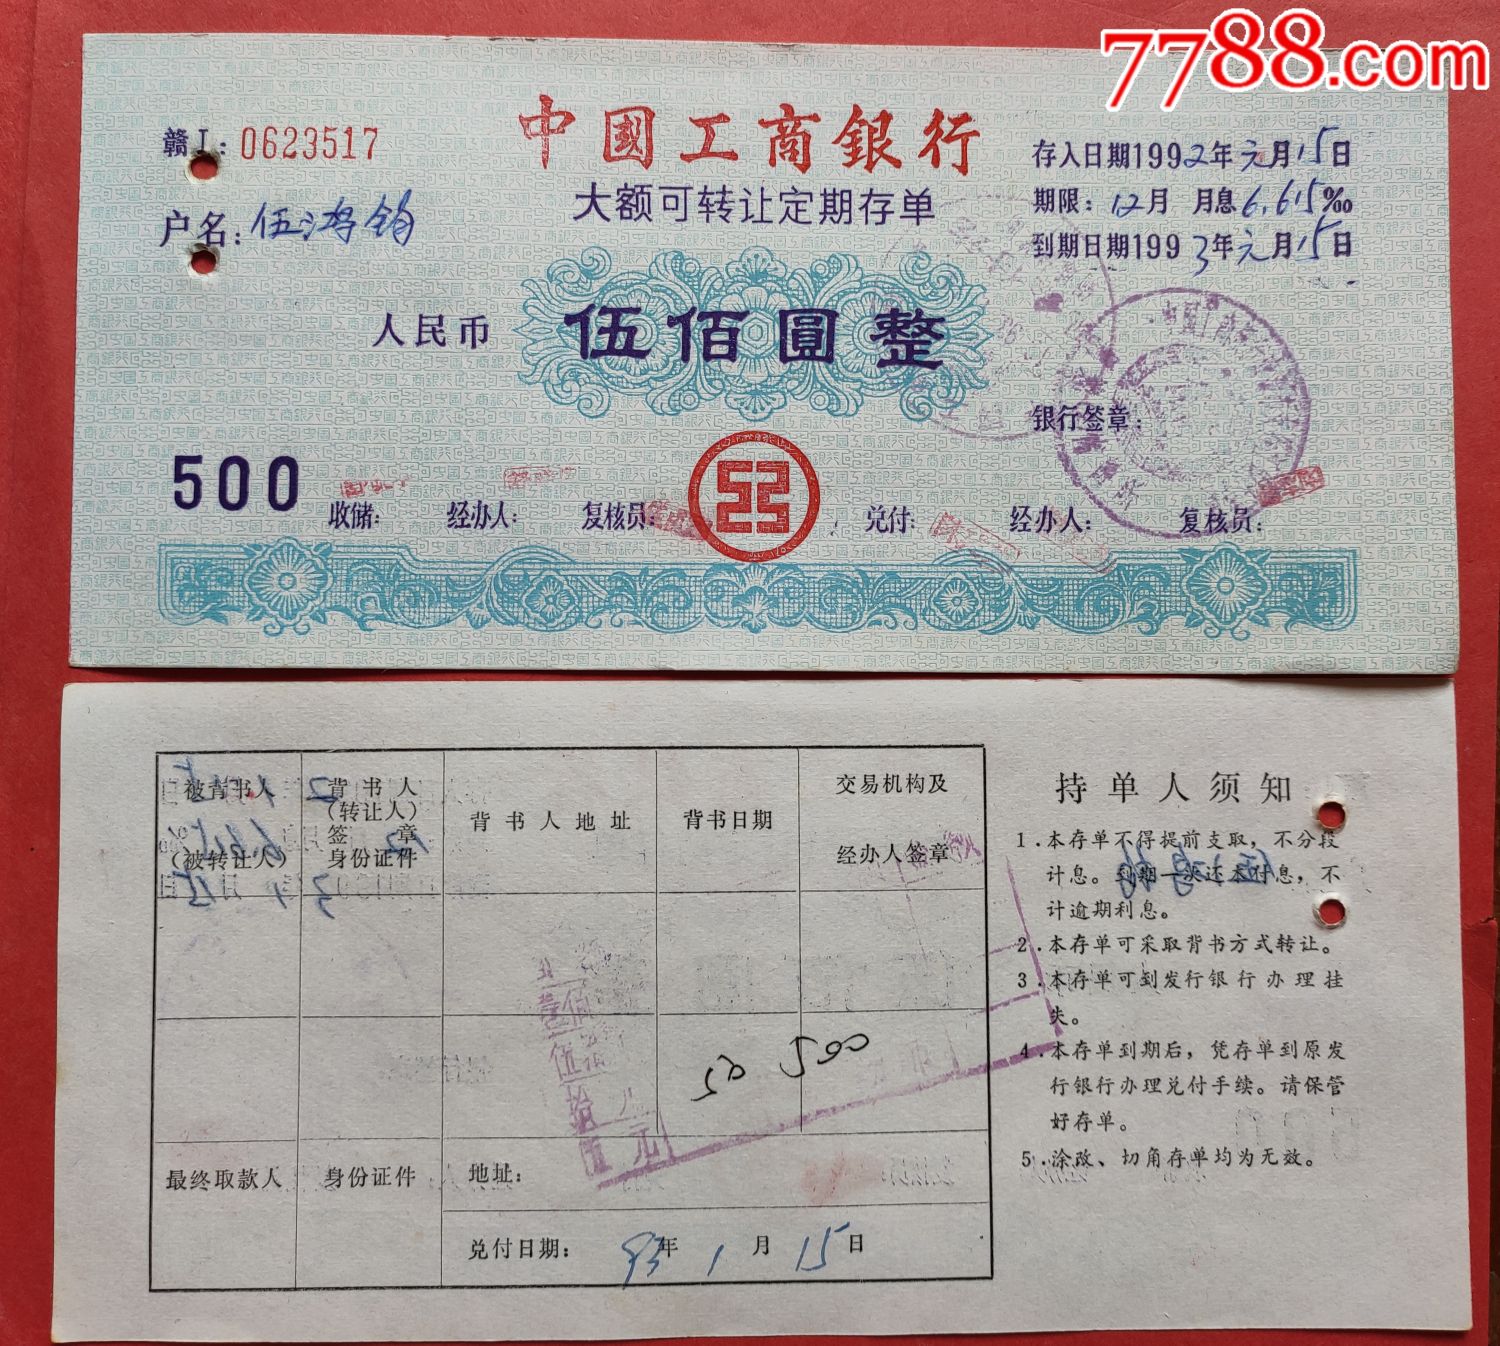 7788.com
中國工商銀行
大额可转让定期存单
赣I：0623517
户名：伍鸿钧
存入日期1992年元月15日
期限：12月 月息6.615‰
到期日期1993年元月15日
人民币 伍佰圓整
银行签章：
500
收储： 经办人： 复核员： 兑付： 经办人： 复核员：
被背书人
（被转让人）
背书人
（转让人）
签章
身份证件
背书人地址
背书日期
交易机构及
经办人签章
50 500
最终取款人
身份证件
地址：
兑付日期：93年1月15日
持单人须知
1．本存单不得提前支取，不分段
计息。到期一次还本付息，不
计逾期利息。
2．本存单可采取背书方式转让。
3．本存单可到发行银行办理挂
失。
4．本存单到期后，凭存单到原发
行银行办理兑付手续。请保管
好存单。
5．涂改、切角存单均为无效。